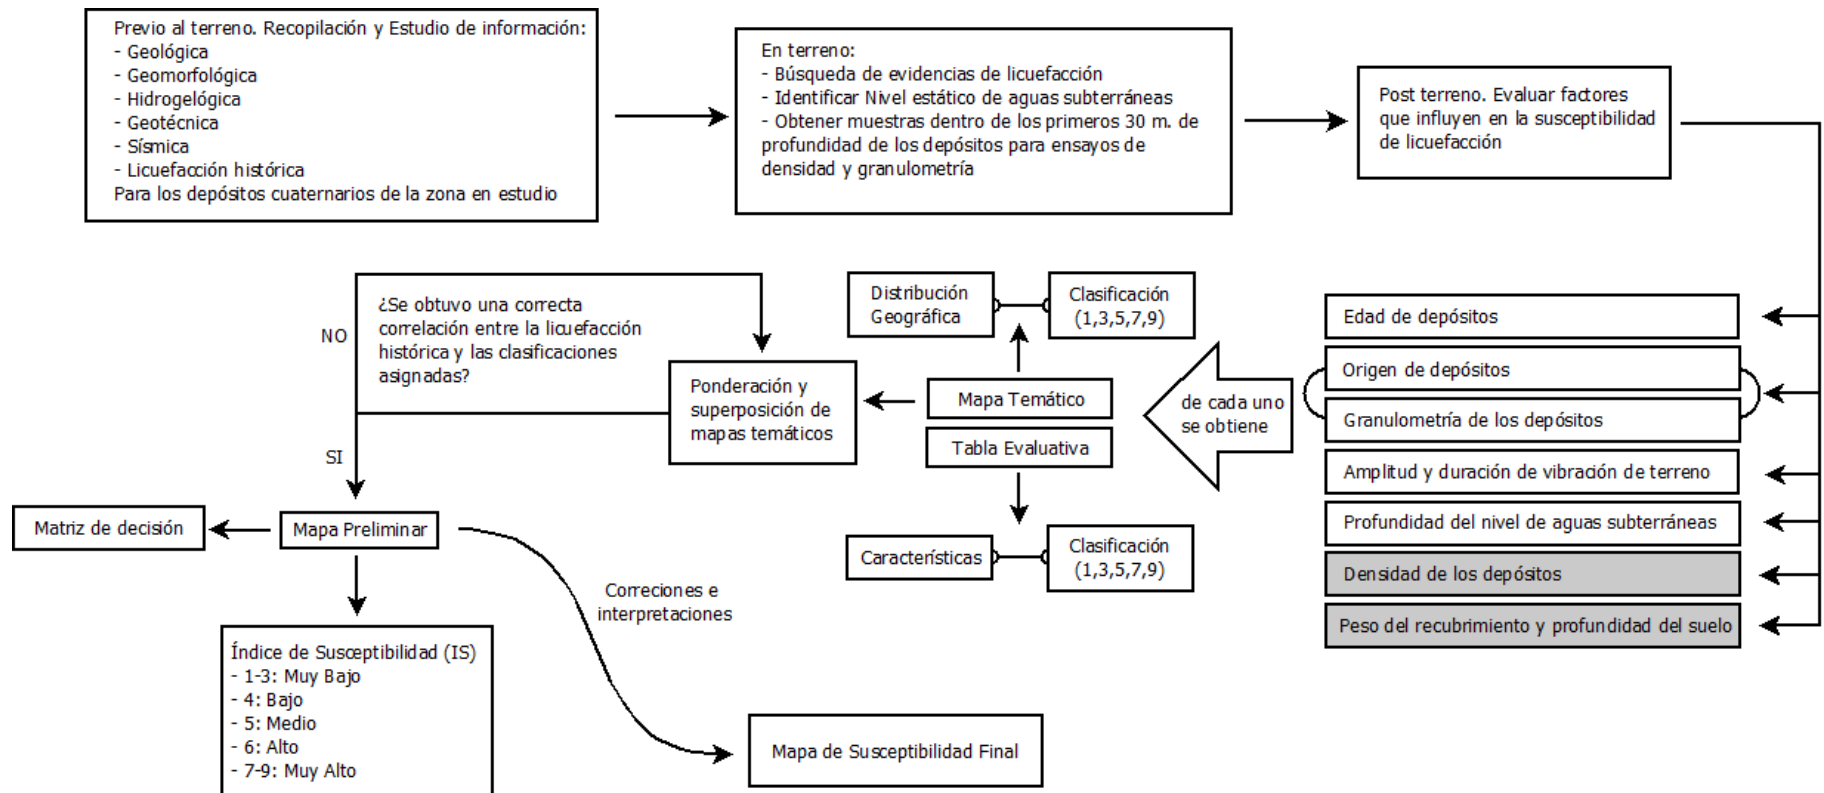 Previo al terreno. Recopilación y Estudio de información:
- Geológica
- Geomorfológica
- Hidrogelógica
- Geotécnica
- Sísmica
- Licuefacción histórica
Para los depósitos cuaternarios de la zona en estudio
En terreno:
- Búsqueda de evidencias de licuefacción
- Identificar Nivel estático de aguas subterráneas
- Obtener muestras dentro de los primeros 30 m. de
profundidad de los depósitos para ensayos de
densidad y granulometría
Post terreno. Evaluar factores
que influyen en la susceptibilidad
de licuefacción
Edad de depósitos
Origen de depósitos
Granulometría de los depósitos
Amplitud y duración de vibración de terreno
Profundidad del nivel de aguas subterráneas
Densidad de los depósitos
Peso del recubrimiento y profundidad del suelo
de cada uno
se obtiene
Distribución
Geográfica
Clasificación
(1,3,5,7,9)
Mapa Temático
Tabla Evaluativa
Características
Clasificación
(1,3,5,7,9)
Ponderación y
superposición de
mapas temáticos
¿Se obtuvo una correcta
correlación entre la licuefacción
histórica y las clasificaciones
asignadas?
NO
SI
Mapa Preliminar
Matriz de decisión
Índice de Susceptibilidad (IS)
- 1-3: Muy Bajo
- 4: Bajo
- 5: Medio
- 6: Alto
- 7-9: Muy Alto
Correciones e
interpretaciones
Mapa de Susceptibilidad Final